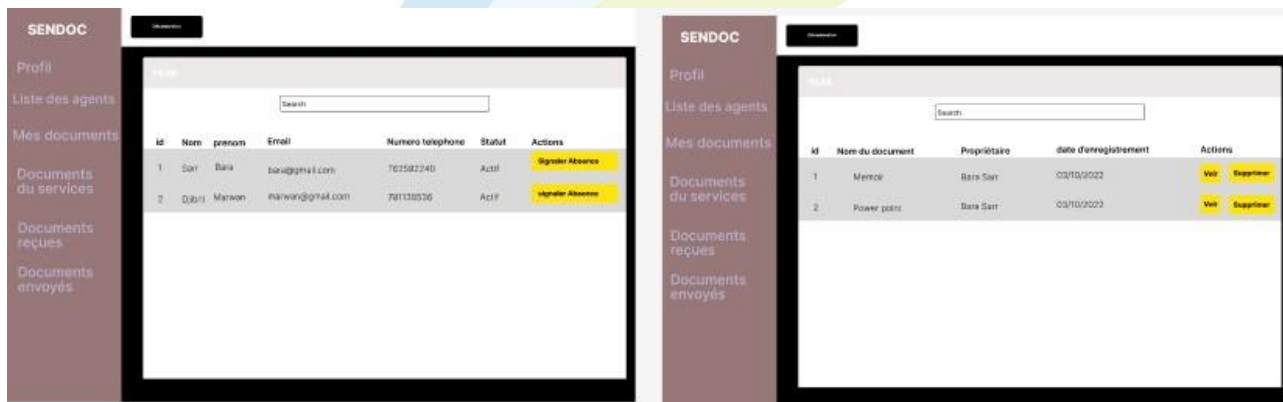 SENDOC
Profil
Liste des agents
Mes documents
Documents
du services
Documents
reçues
Documents
envoyés
Search
id Nom prenom Email Numero telephone Statut Actions
1 Sarr Bara bara@gmail.com 762592240 Actif Signaler Absence
2 Djibril Marwan marwan@gmail.com 781138536 Actif signaler Absence
SENDOC
Profil
Liste des agents
Mes documents
Documents
du services
Documents
reçues
Documents
envoyés
Search
id Nom du document Propriétaire date d'enregistrement Actions
1 Memoir Bara Sarr 03/10/2022 Voir Supprimer
2 Power point Bara Sarr 03/10/2022 Voir Supprimer